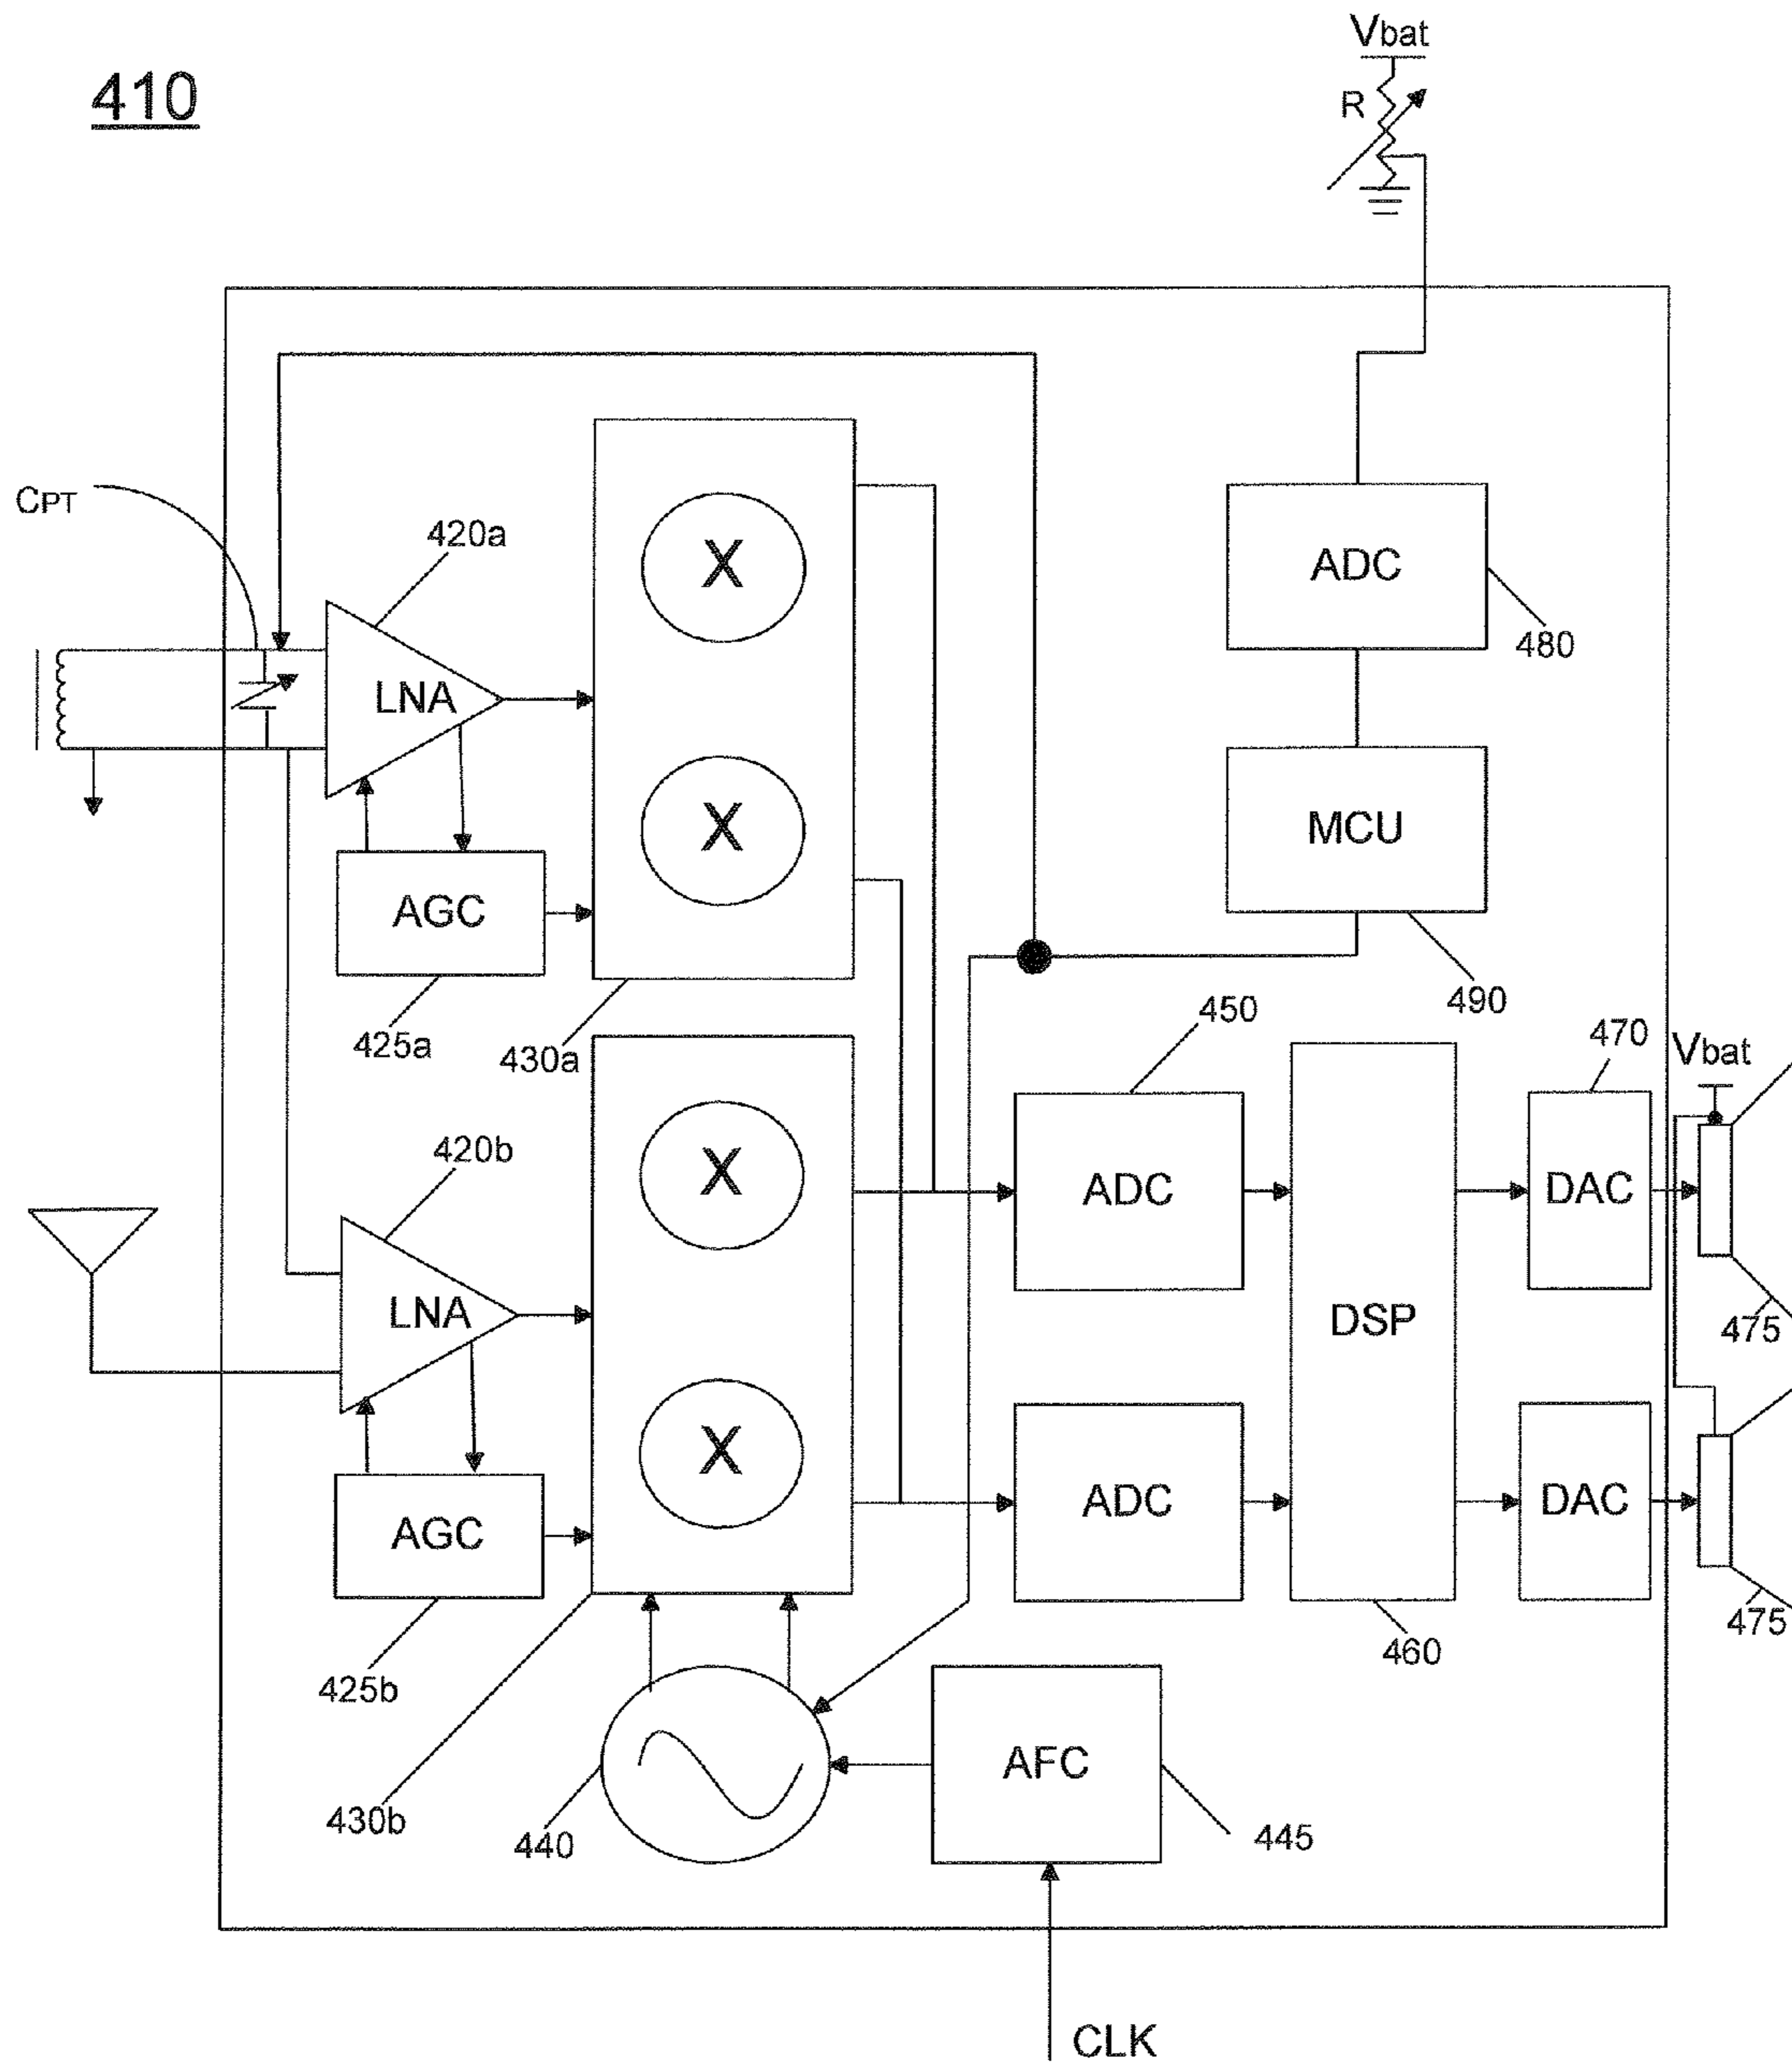 410
Vbat
R
CPT
420a
X
LNA
ADC
480
X
MCU
AGC
425a
430a
490
450
470
Vbat
420b
X
ADC
DAC
LNA
DSP
475
X
AGC
ADC
DAC
475
425b
460
430b
440
AFC
445
CLK